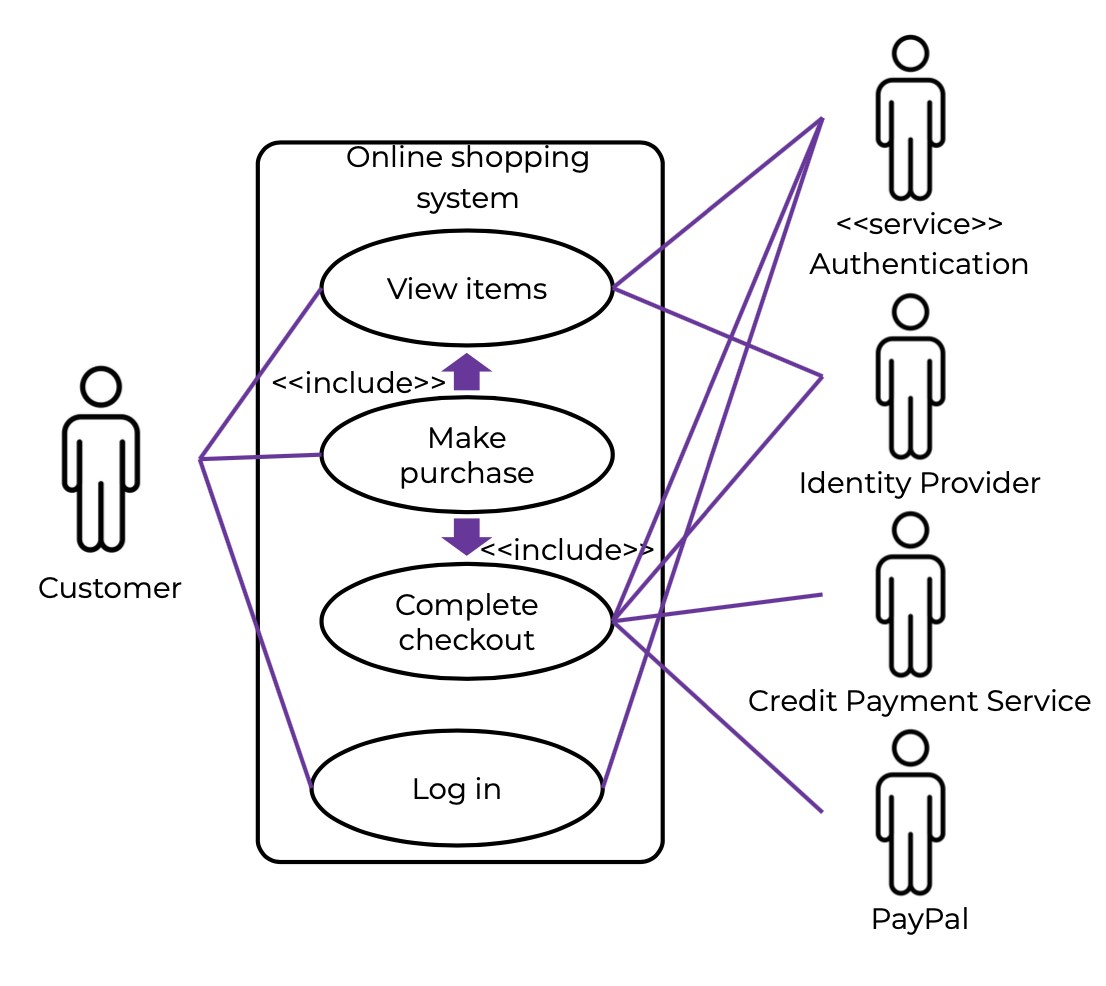 Online shopping
system
View items
<<include>>
Make
purchase
<<include>>
Complete
checkout
Log in
Customer
<<service>>
Authentication
Identity Provider
Credit Payment Service
PayPal